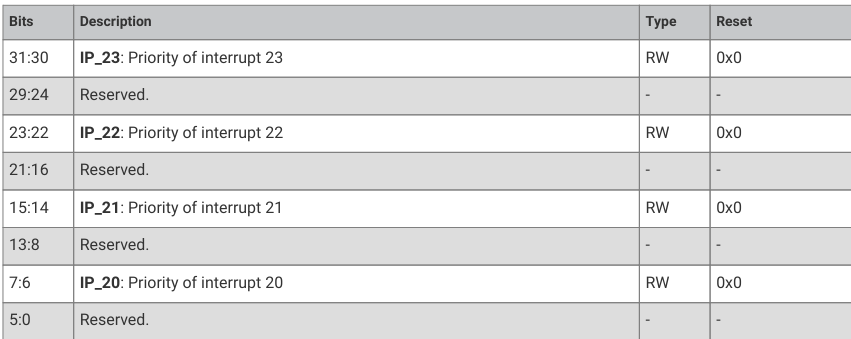 Bits Description Type Reset
31:30 IP_23: Priority of interrupt 23 RW 0x0
29:24 Reserved. - -
23:22 IP_22: Priority of interrupt 22 RW 0x0
21:16 Reserved. - -
15:14 IP_21: Priority of interrupt 21 RW 0x0
13:8 Reserved. - -
7:6 IP_20: Priority of interrupt 20 RW 0x0
5:0 Reserved. - -